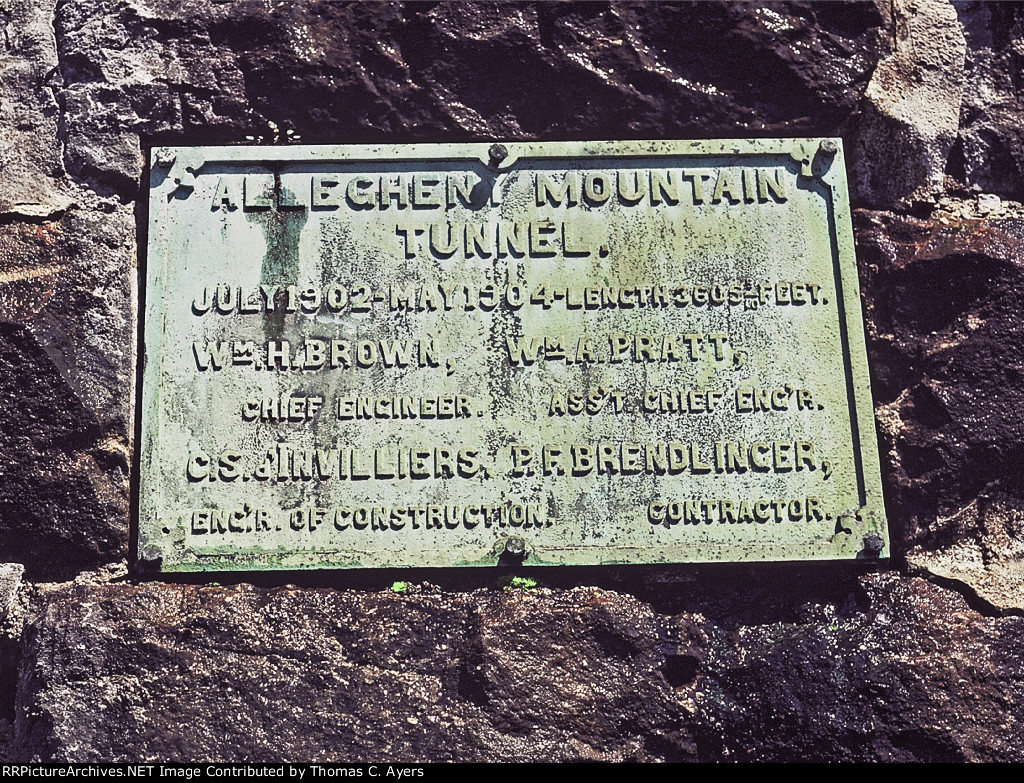 ALLEGHENY MOUNTAIN
TUNNEL.
JULY 1902 - MAY 1904 - LENGTH 3605 FEET.
WM. H. BROWN, WM. A. PRATT,
CHIEF ENGINEER. ASS'T CHIEF ENG'R.
C. S. d'INVILLIERS, P. F. BRENDLINGER,
ENG'R. OF CONSTRUCTION. CONTRACTOR.
RRPictureArchives.NET Image Contributed by Thomas C. Ayers